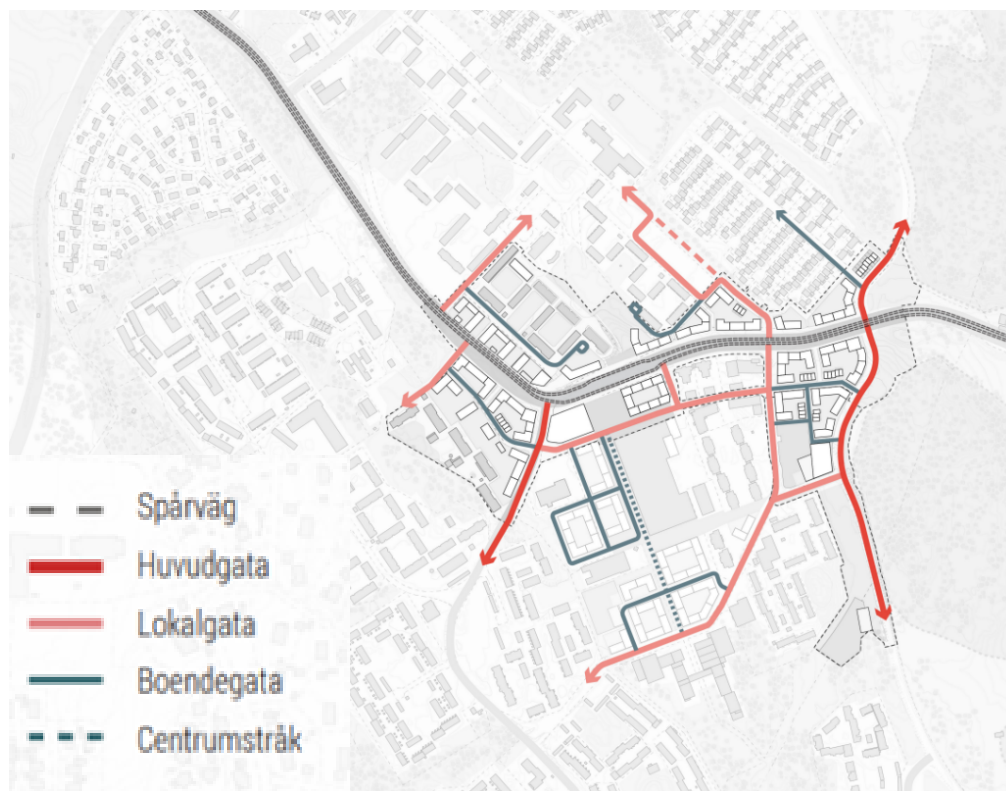 Spårväg
Huvudgata
Lokalgata
Boendegata
Centrumstråk